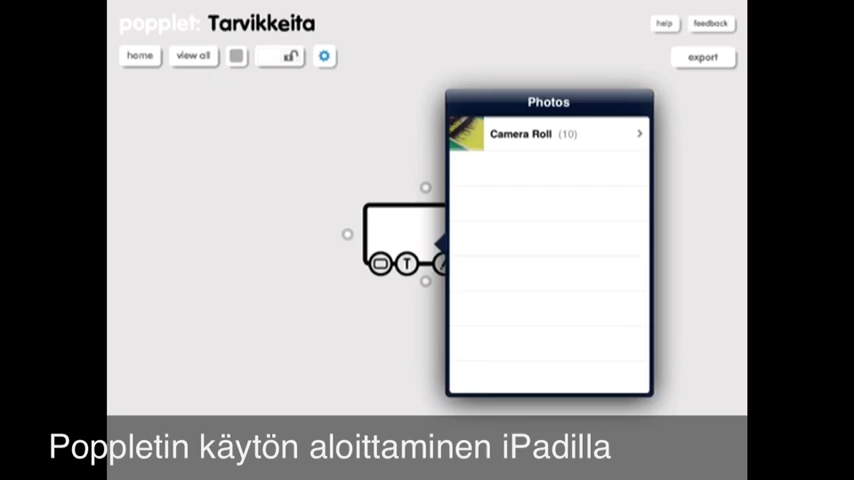 popplet: Tarvikkeita
help
feedback
home
view all
export
Photos
Camera Roll (10)
T
Poppletin käytön aloittaminen iPadilla